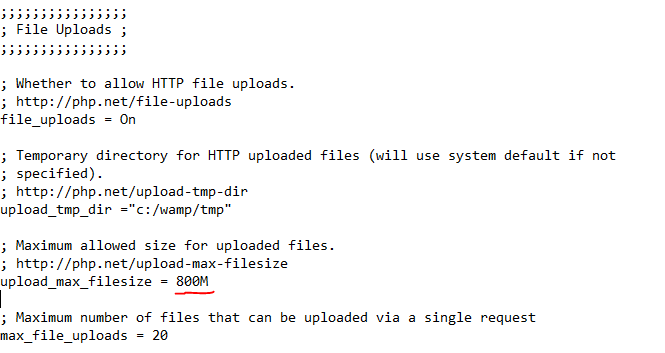 ;;;;;;;;;;;;;;;;
; File Uploads ;
;;;;;;;;;;;;;;;;
; Whether to allow HTTP file uploads.
; http://php.net/file-uploads
file_uploads = On
; Temporary directory for HTTP uploaded files (will use system default if not
; specified).
; http://php.net/upload-tmp-dir
upload_tmp_dir ="c:/wamp/tmp"
; Maximum allowed size for uploaded files.
; http://php.net/upload-max-filesize
upload_max_filesize = 800M
; Maximum number of files that can be uploaded via a single request
max_file_uploads = 20